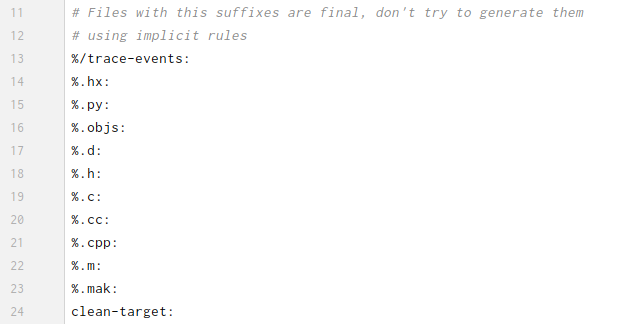 11 # Files with this suffixes are final, don't try to generate them
12 # using implicit rules
13 %/trace-events:
14 %.hx:
15 %.py:
16 %.objs:
17 %.d:
18 %.h:
19 %.c:
20 %.cc:
21 %.cpp:
22 %.m:
23 %.mak:
24 clean-target: